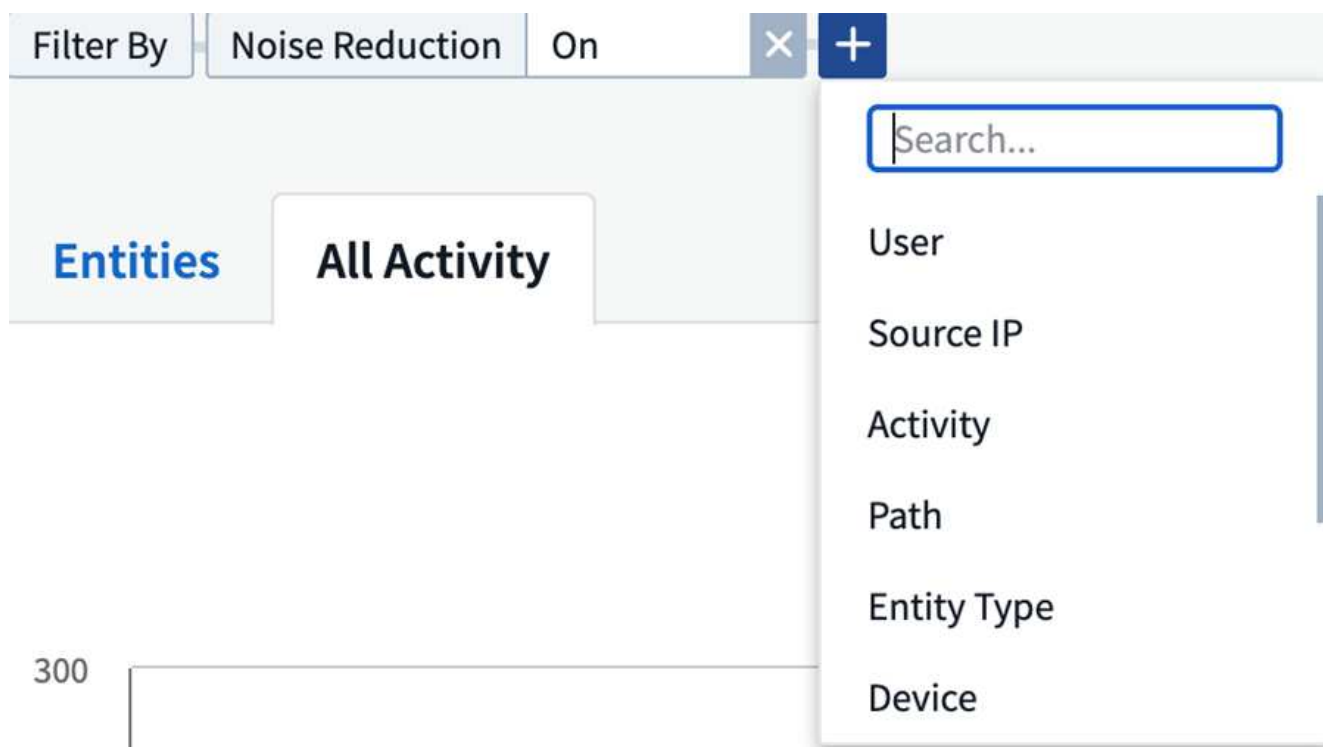 Filter By Noise Reduction On × +
Search...
User
Entities All Activity
Source IP
Activity
Path
Entity Type
300
Device